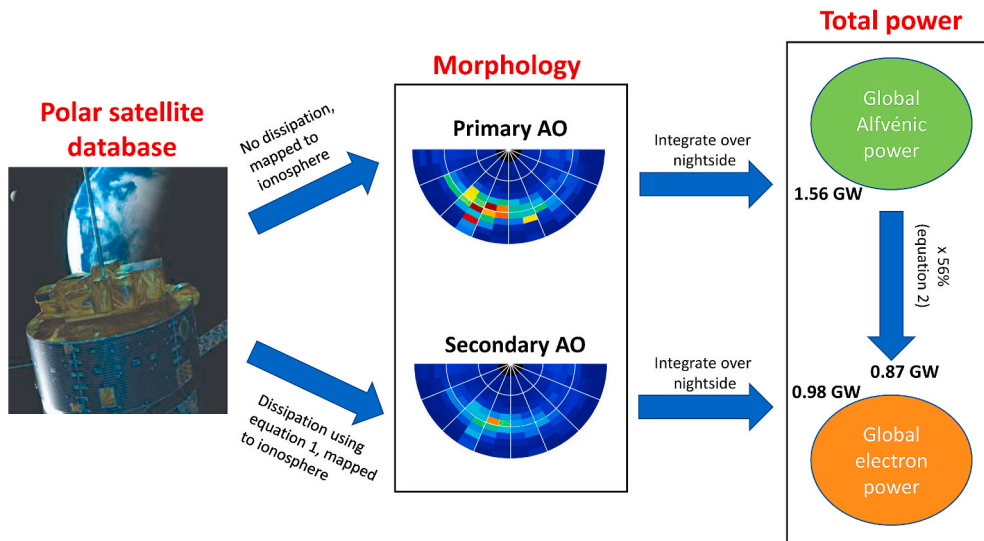 Polar satellite
database
No dissipation,
mapped to
ionosphere
Dissipation using
equation 1, mapped
to ionosphere
Morphology
Primary AO
Secondary AO
Integrate over
nightside
Integrate over
nightside
Total power
Global
Alfvénic
power
1.56 GW
x 56%
(equation 2)
0.87 GW
0.98 GW
Global
electron
power